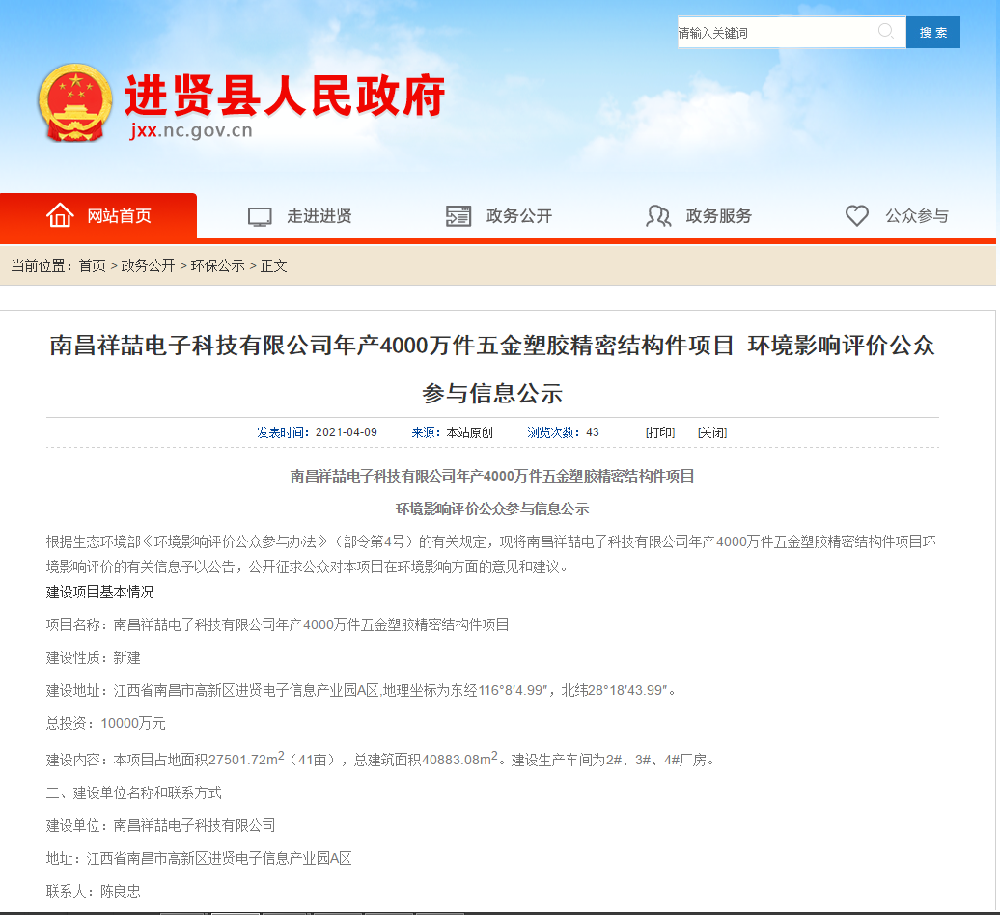 请输入关键词
搜 索
进贤县人民政府
jxx.nc.gov.cn
网站首页
走进进贤
政务公开
政务服务
公众参与
当前位置：首页 > 政务公开 > 环保公示 > 正文
南昌祥喆电子科技有限公司年产4000万件五金塑胶精密结构件项目 环境影响评价公众
参与信息公示
发表时间：2021-04-09 来源：本站原创 浏览次数：43 [打印] [关闭]
南昌祥喆电子科技有限公司年产4000万件五金塑胶精密结构件项目
环境影响评价公众参与信息公示
根据生态环境部《环境影响评价公众参与办法》（部令第4号）的有关规定，现将南昌祥喆电子科技有限公司年产4000万件五金塑胶精密结构件项目环
境影响评价的有关信息予以公告，公开征求公众对本项目在环境影响方面的意见和建议。
建设项目基本情况
项目名称：南昌祥喆电子科技有限公司年产4000万件五金塑胶精密结构件项目
建设性质：新建
建设地址：江西省南昌市高新区进贤电子信息产业园A区,地理坐标为东经116°8′4.99″，北纬28°18′43.99″。
总投资：10000万元
建设内容：本项目占地面积27501.72m²（41亩），总建筑面积40883.08m²。建设生产车间为2#、3#、4#厂房。
二、建设单位名称和联系方式
建设单位：南昌祥喆电子科技有限公司
地址：江西省南昌市高新区进贤电子信息产业园A区
联系人：陈良忠